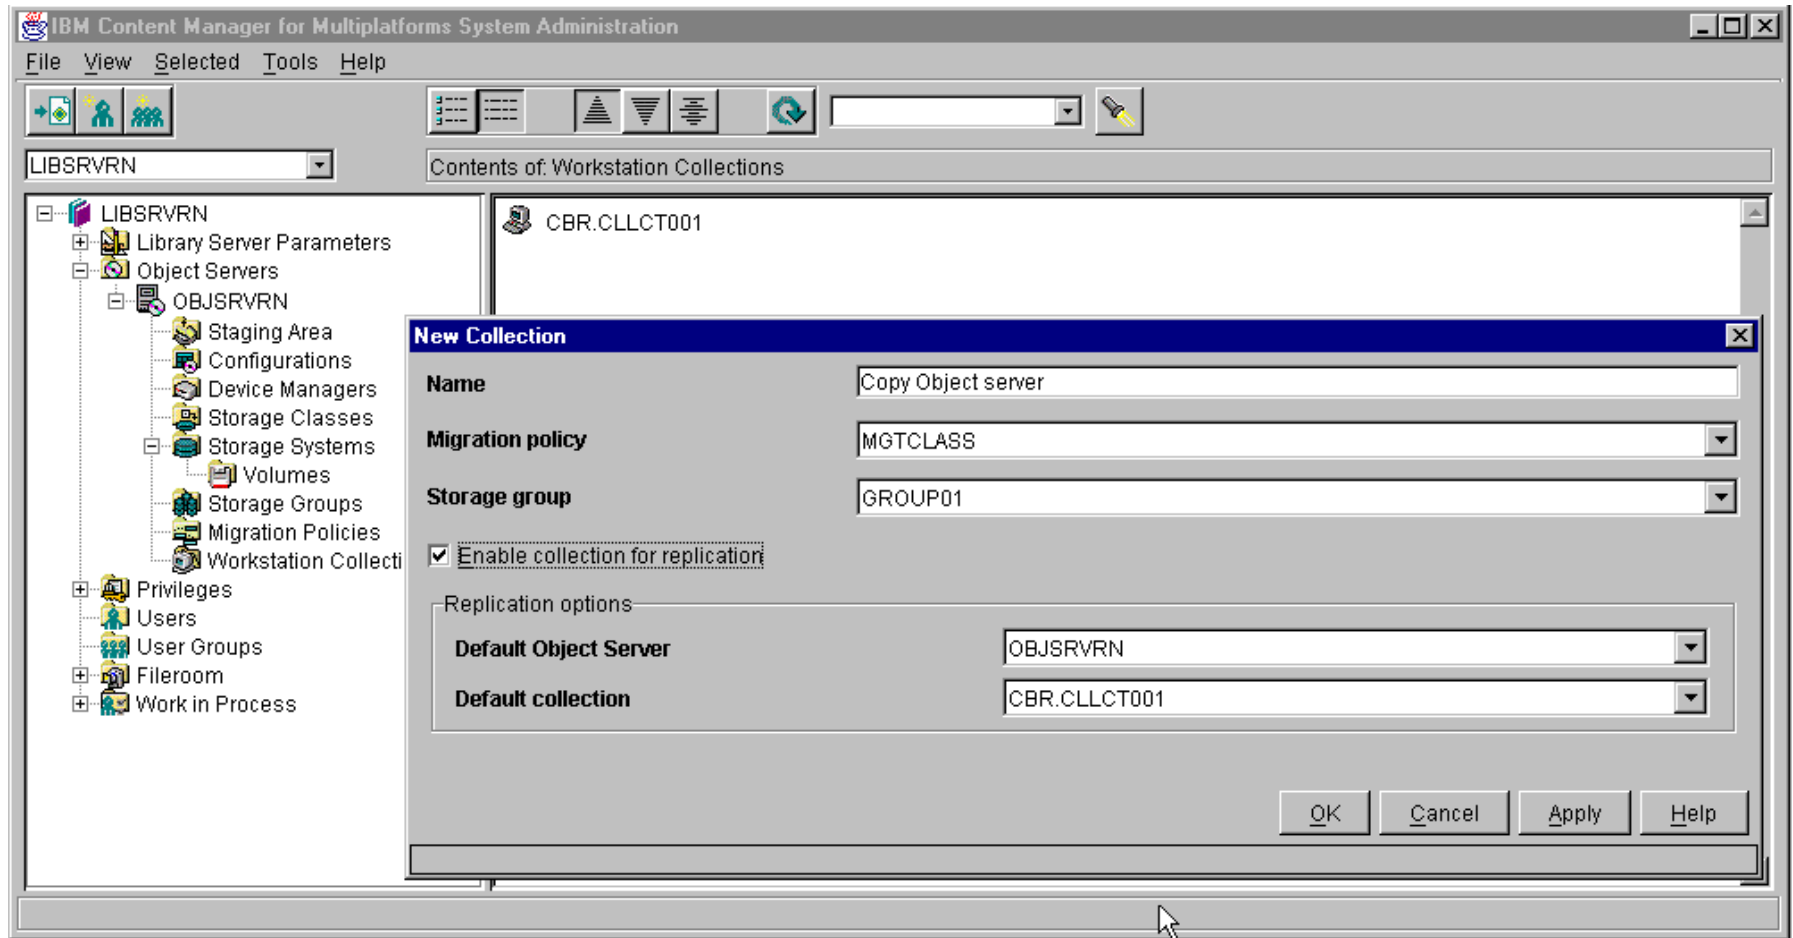 IBM Content Manager for Multiplatforms System Administration
File View Selected Tools Help
LIBSRVRN
Contents of: Workstation Collections
LIBSRVRN
Library Server Parameters
Object Servers
OBJSRVRN
Staging Area
Configurations
Device Managers
Storage Classes
Storage Systems
Volumes
Storage Groups
Migration Policies
Workstation Collecti
Privileges
Users
User Groups
Fileroom
Work in Process
CBR.CLLCT001
New Collection
Name Copy Object server
Migration policy MGTCLASS
Storage group GROUP01
Enable collection for replication
Replication options
Default Object Server OBJSRVRN
Default collection CBR.CLLCT001
OK Cancel Apply Help